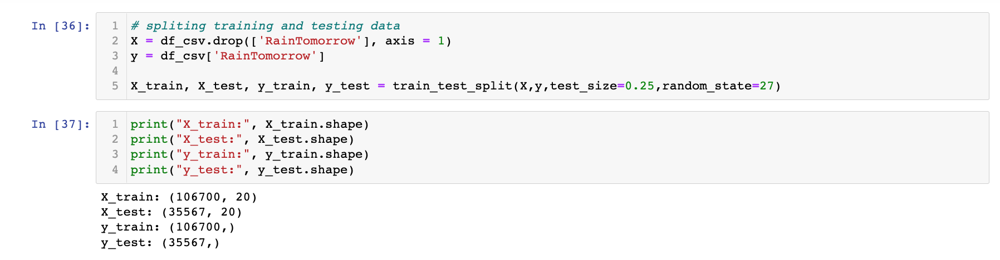 In [36]:
1 # spliting training and testing data
2 X = df_csv.drop(['RainTomorrow'], axis = 1)
3 y = df_csv['RainTomorrow']
4
5 X_train, X_test, y_train, y_test = train_test_split(X,y,test_size=0.25,random_state=27)
In [37]:
1 print("X_train:", X_train.shape)
2 print("X_test:", X_test.shape)
3 print("y_train:", y_train.shape)
4 print("y_test:", y_test.shape)
X_train: (106700, 20)
X_test: (35567, 20)
y_train: (106700,)
y_test: (35567,)